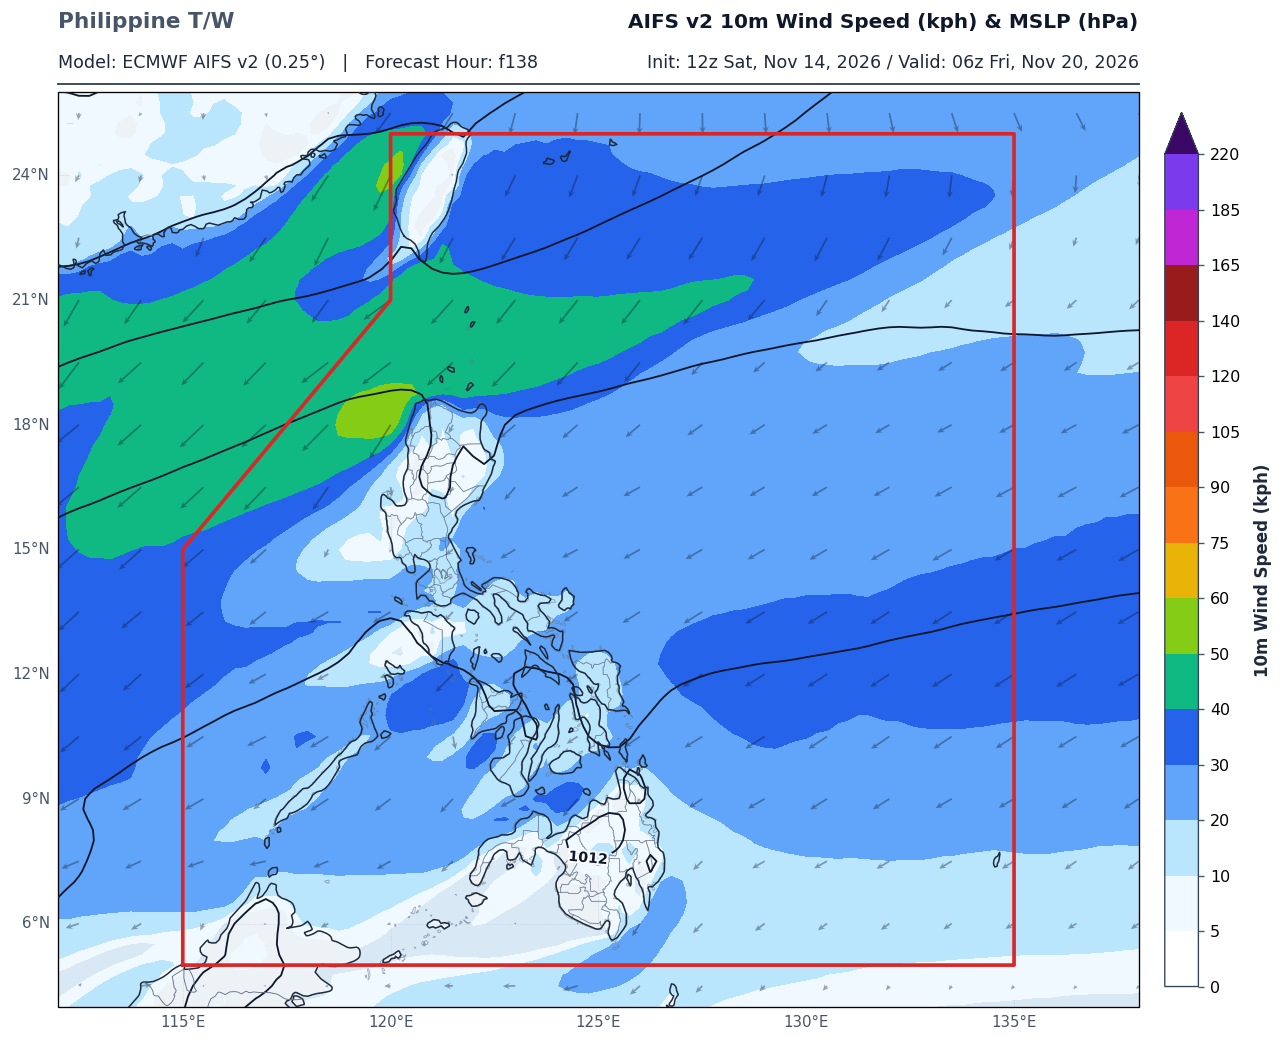 Philippine T/W
AIFS v2 10m Wind Speed (kph) & MSLP (hPa)
Model: ECMWF AIFS v2 (0.25°) | Forecast Hour: f138
Init: 12z Sat, Nov 14, 2026 / Valid: 06z Fri, Nov 20, 2026
24°N
21°N
18°N
15°N
12°N
9°N
6°N
115°E
120°E
125°E
130°E
135°E
1012
220
185
165
140
120
105
90
75
60
50
40
30
20
10
5
0
10m Wind Speed (kph)